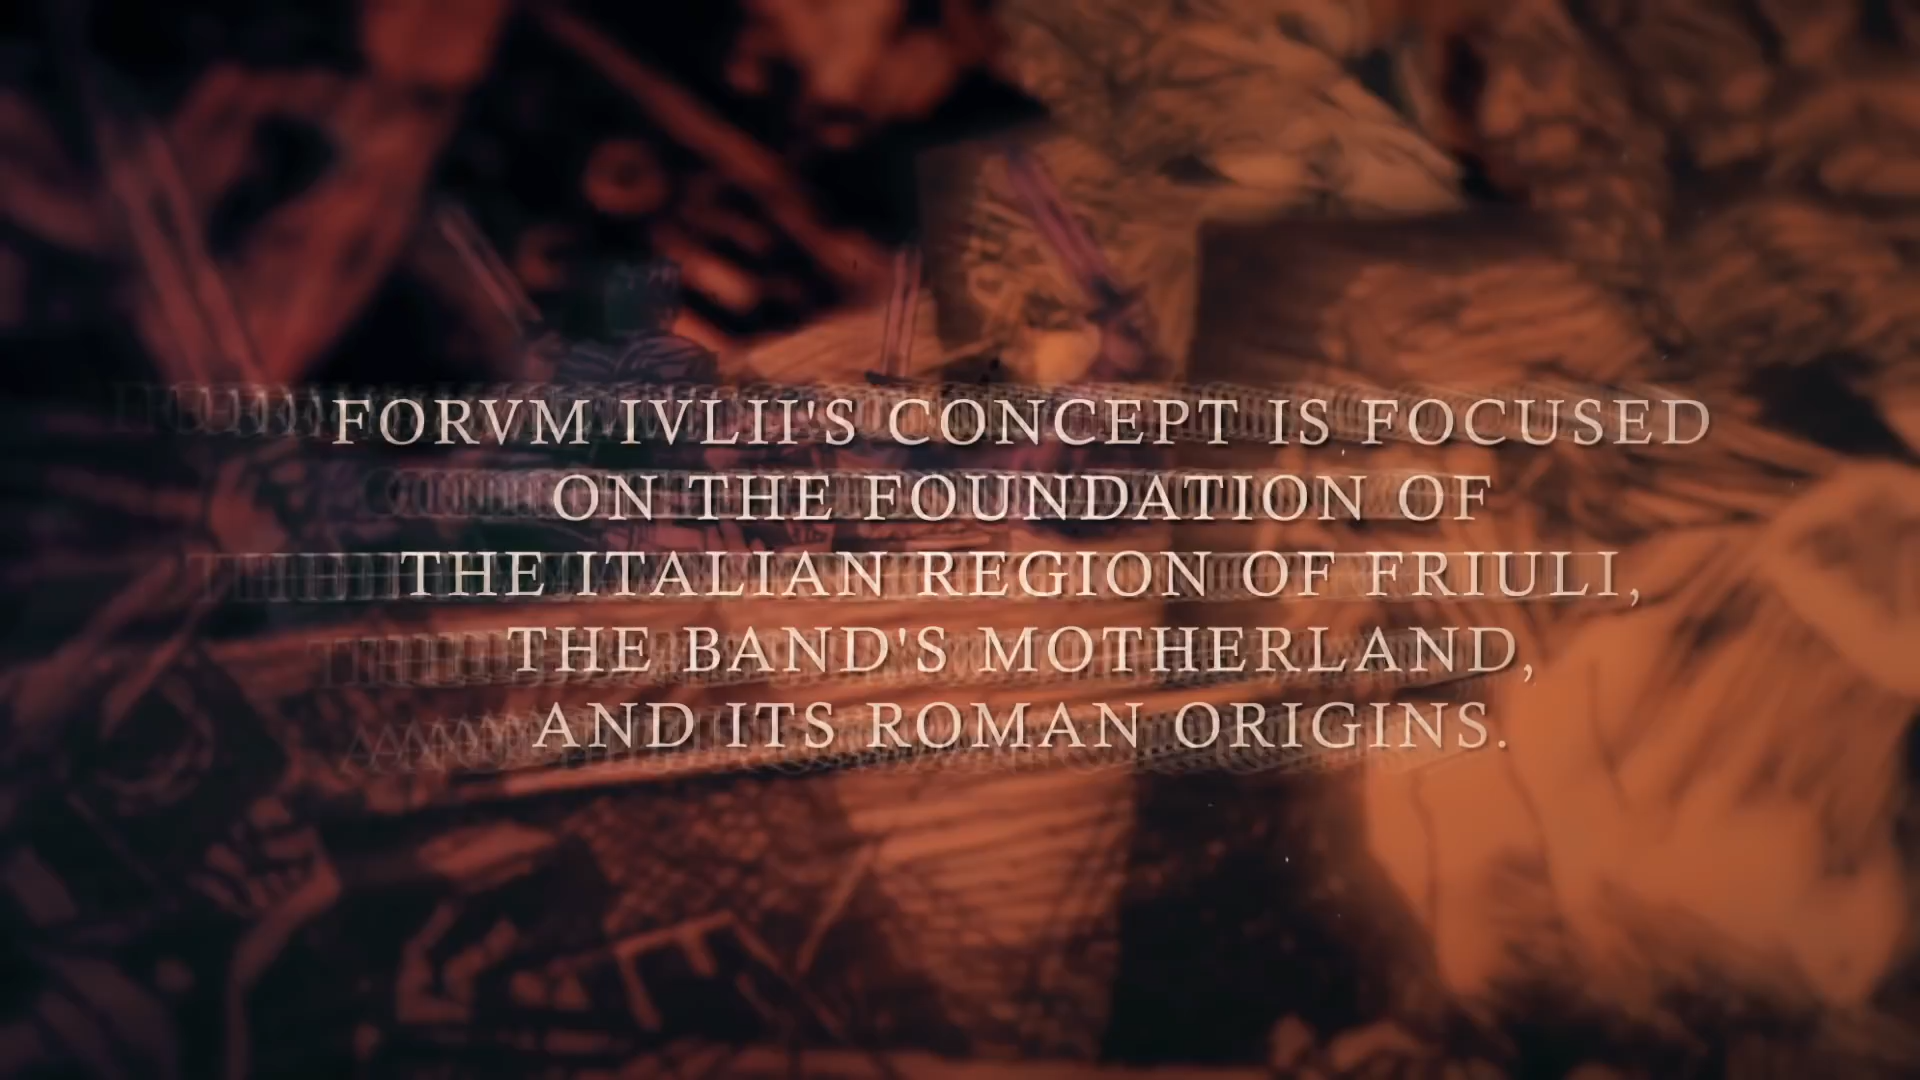 FORVM IVLII'S CONCEPT IS FOCUSED
ON THE FOUNDATION OF
THE ITALIAN REGION OF FRIULI,
THE BAND'S MOTHERLAND,
AND ITS ROMAN ORIGINS.